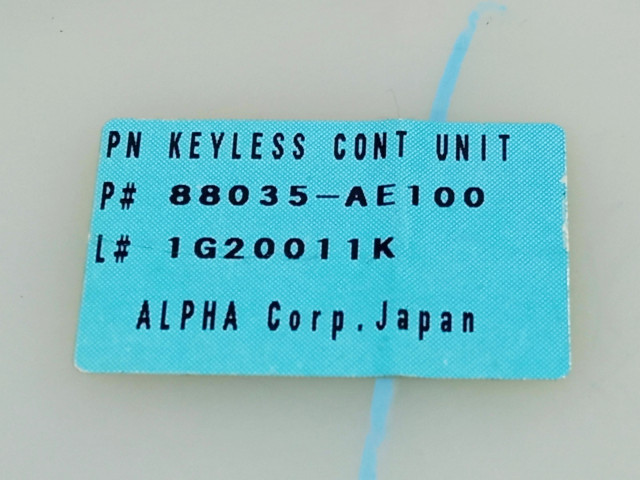 PN KEYLESS CONT UNIT
P# 88035-AE100
L# 1G20011K
ALPHA Corp.Japan